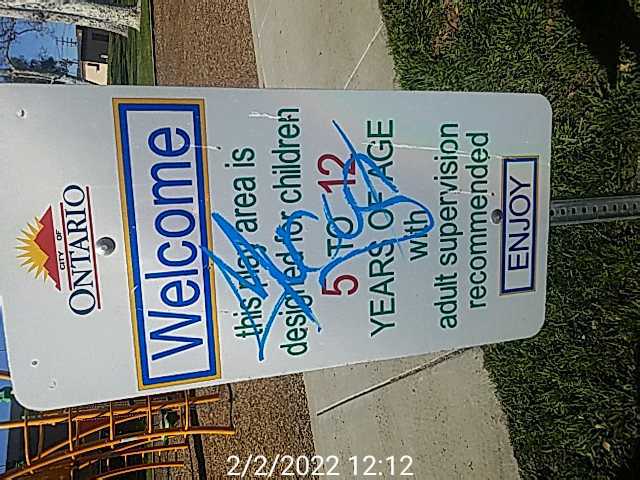 CITY OF
ONTARIO
Welcome
this play area is
designed for children
5 TO 12
YEARS OF AGE
with
adult supervision
recommended
ENJOY
2/2/2022 12:12